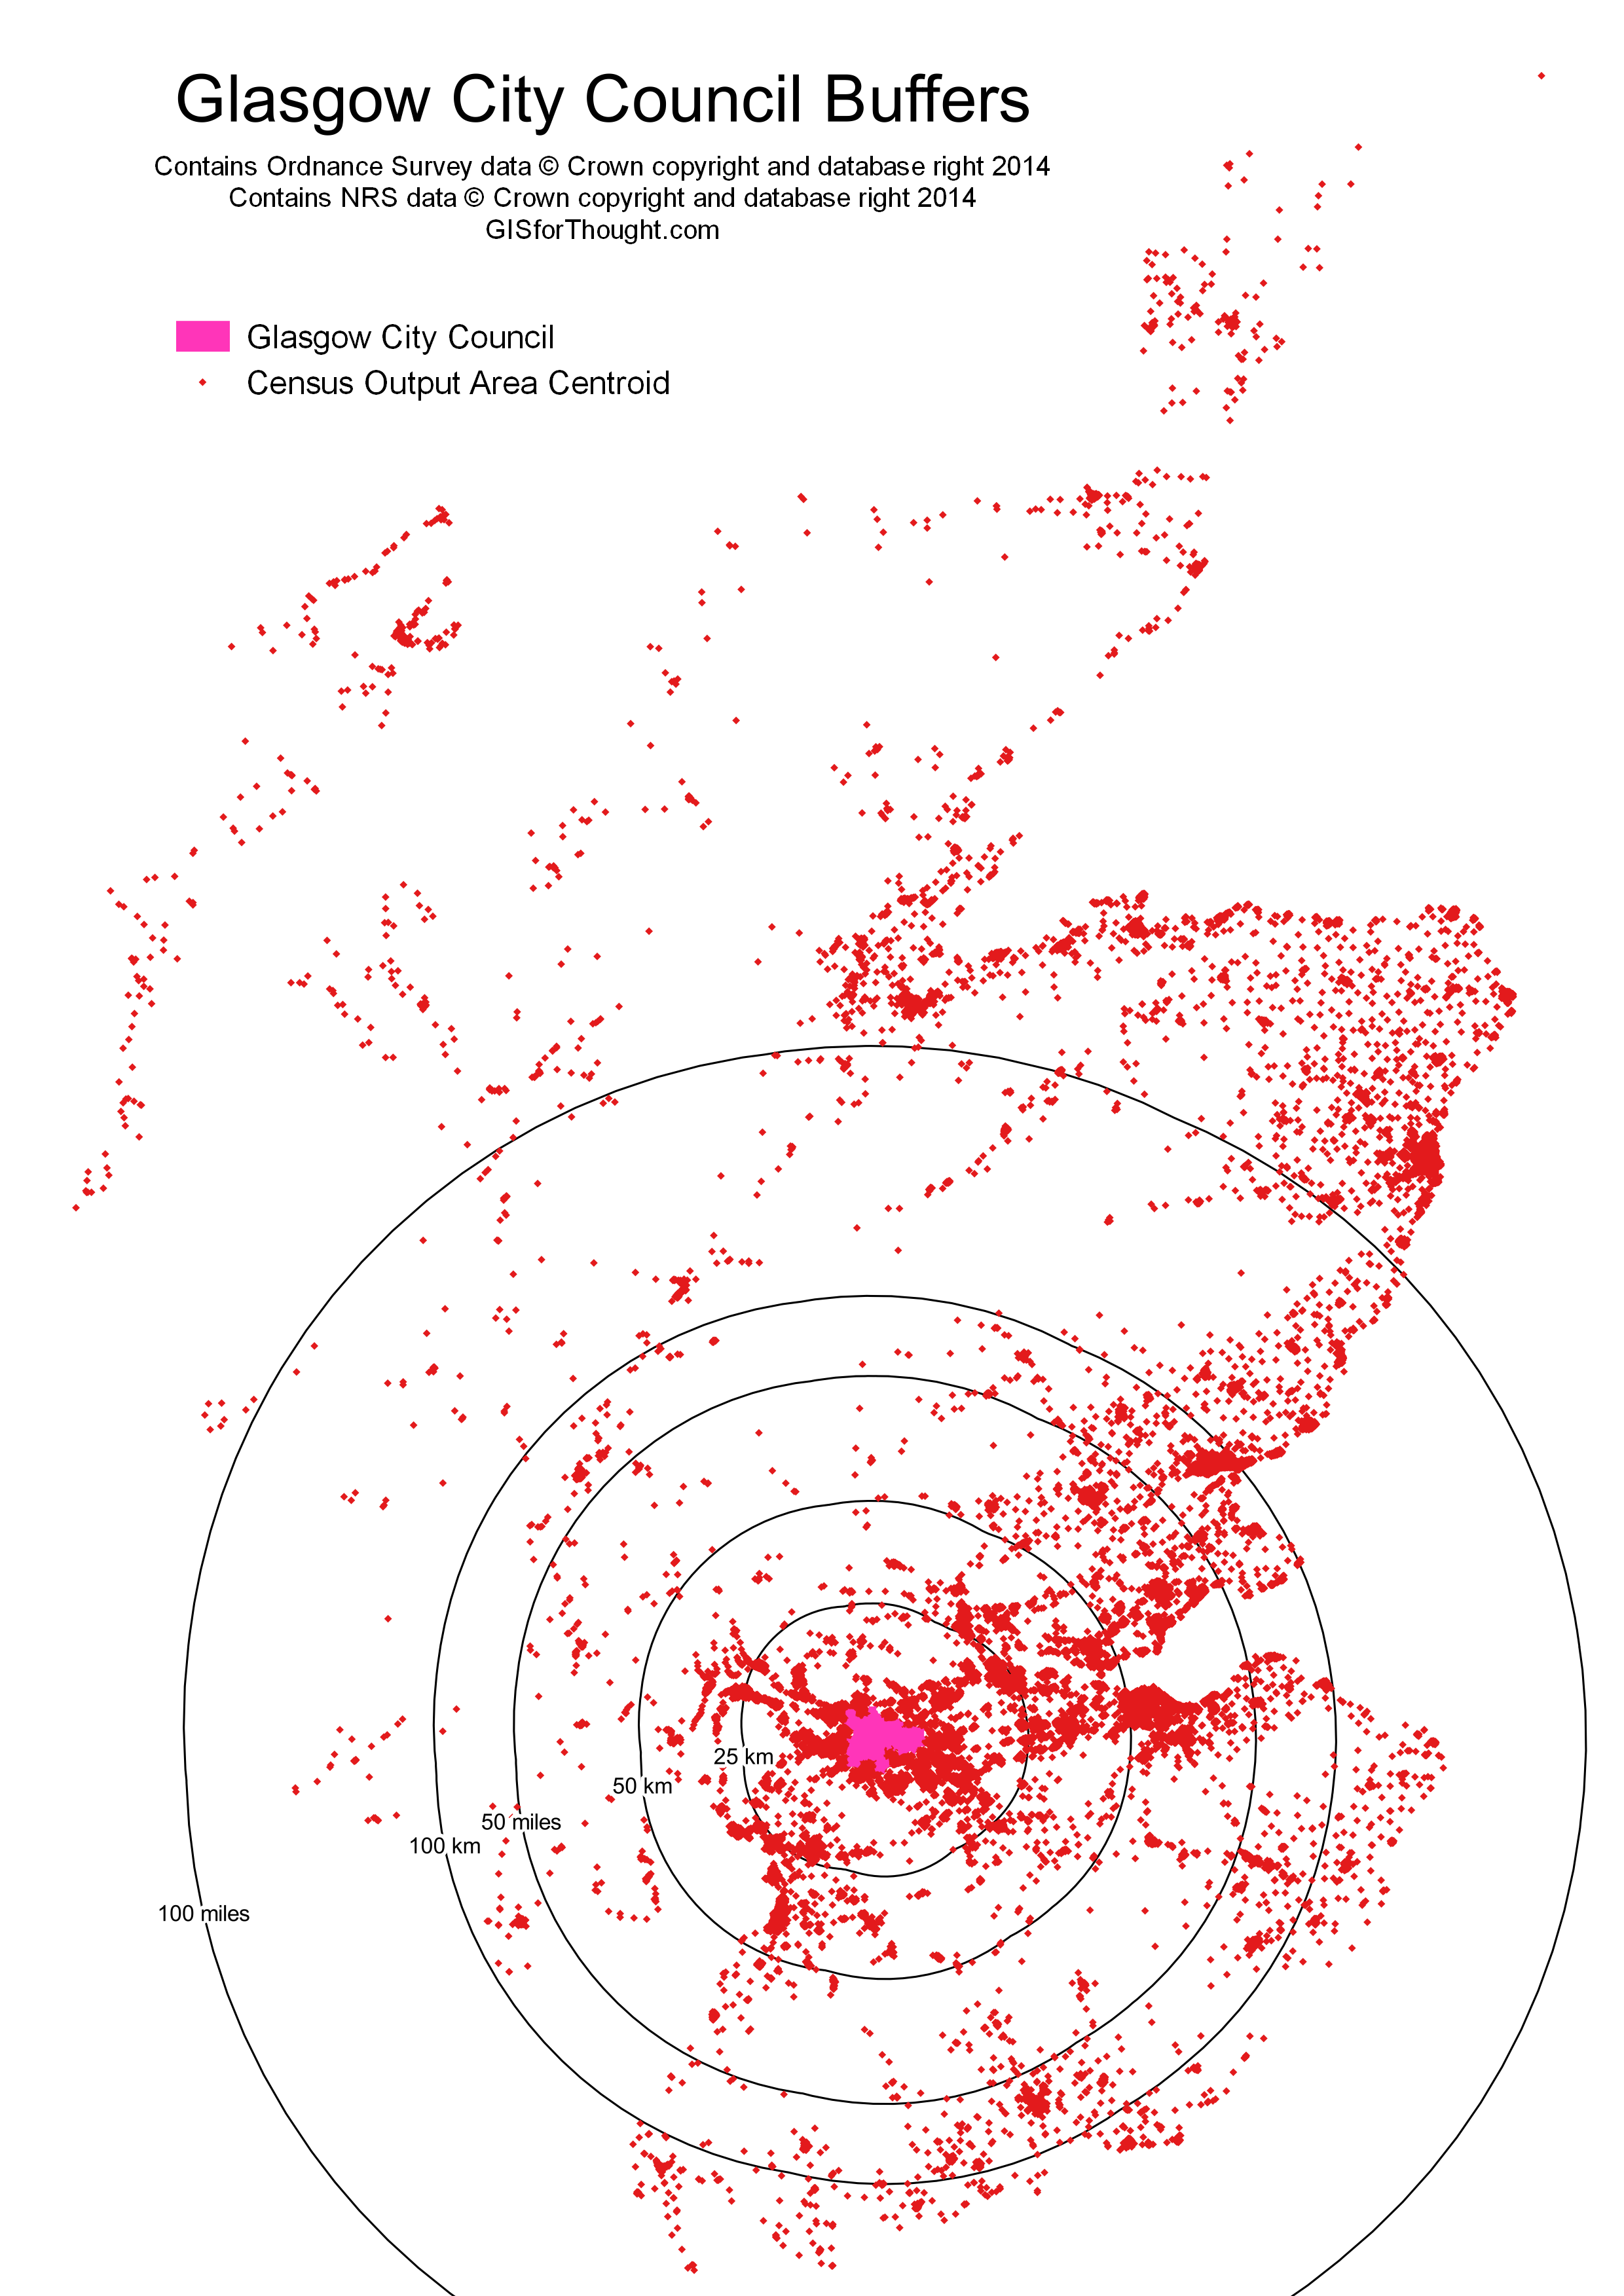 Glasgow City Council Buffers
Contains Ordnance Survey data © Crown copyright and database right 2014
Contains NRS data © Crown copyright and database right 2014
GISforThought.com
Glasgow City Council
Census Output Area Centroid
25 km
50 km
50 miles
100 km
100 miles